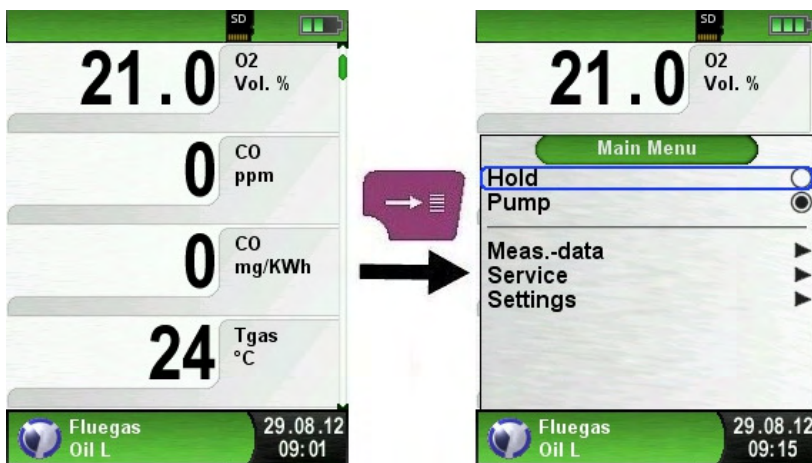 SD
21.0
O2
Vol. %
0
CO
ppm
0
CO
mg/KWh
24
Tgas
°C
Fluegas
Oil L
29.08.12
09:01
SD
21.0
O2
Vol. %
Main Menu
Hold
Pump
Meas.-data
Service
Settings
Fluegas
Oil L
29.08.12
09:15